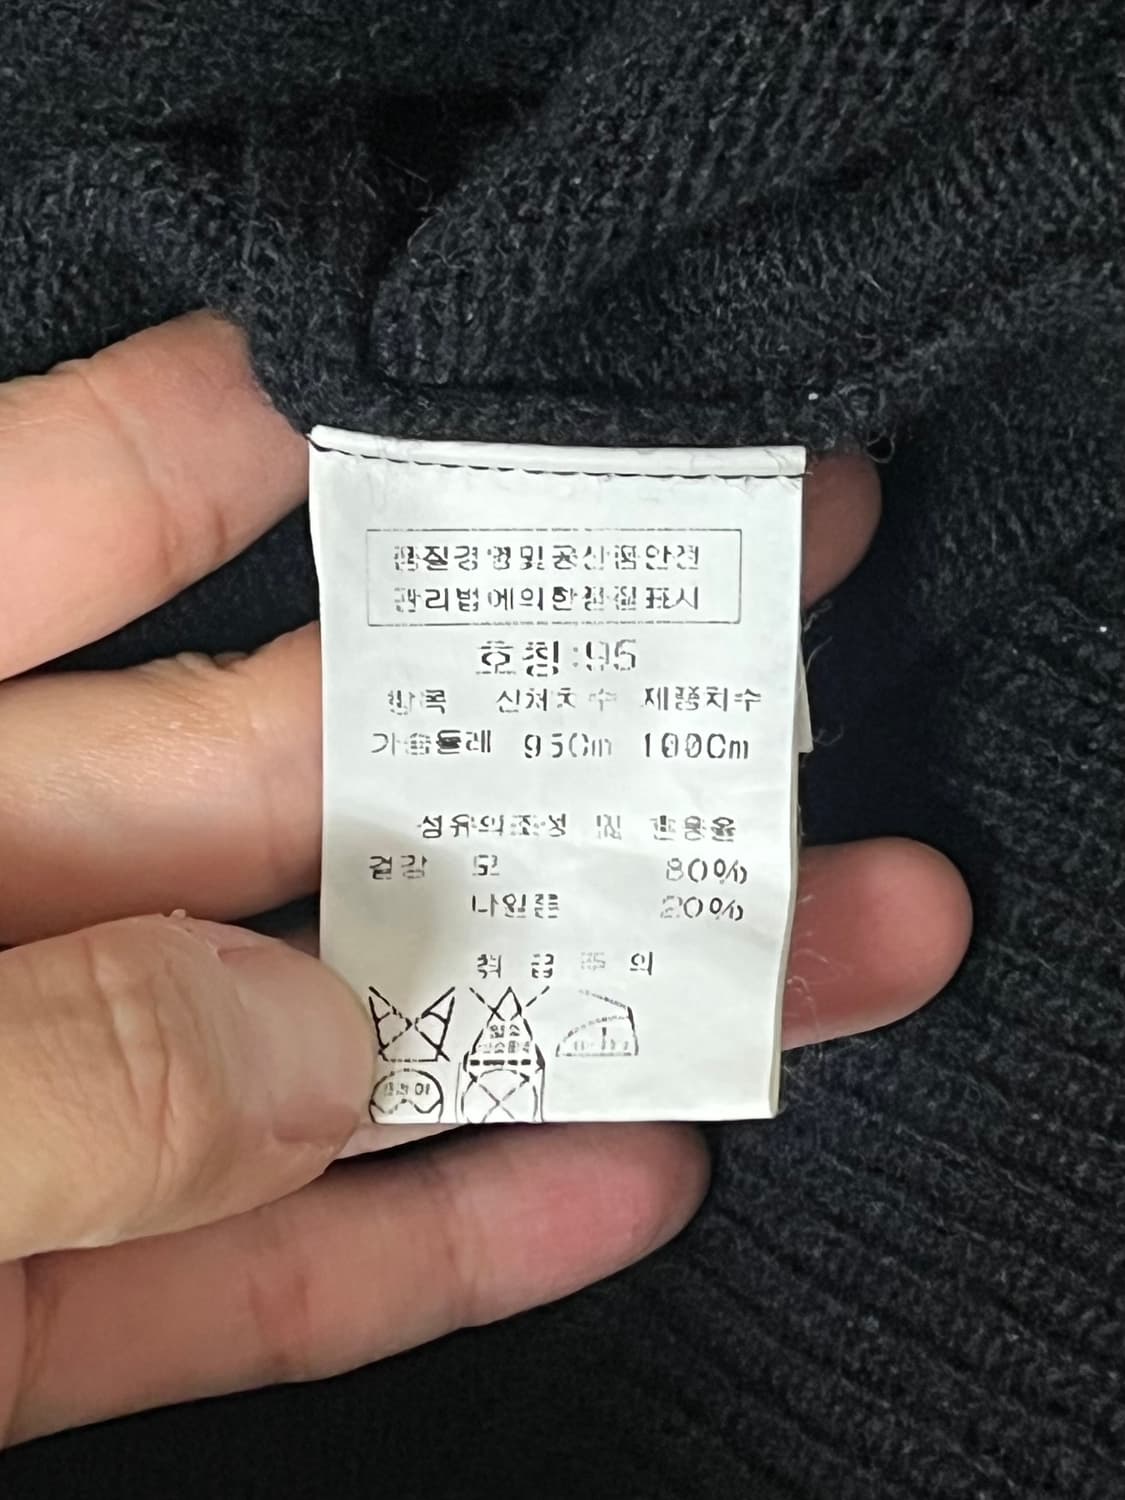 품질경영및공산품안전
관리법에의한품질표시
호칭:95
항목 신체치수 제품치수
가슴둘레 95Cm 100Cm
섬유의조성 및 혼용율
겉감 모 80%
나일론 20%
취급주의